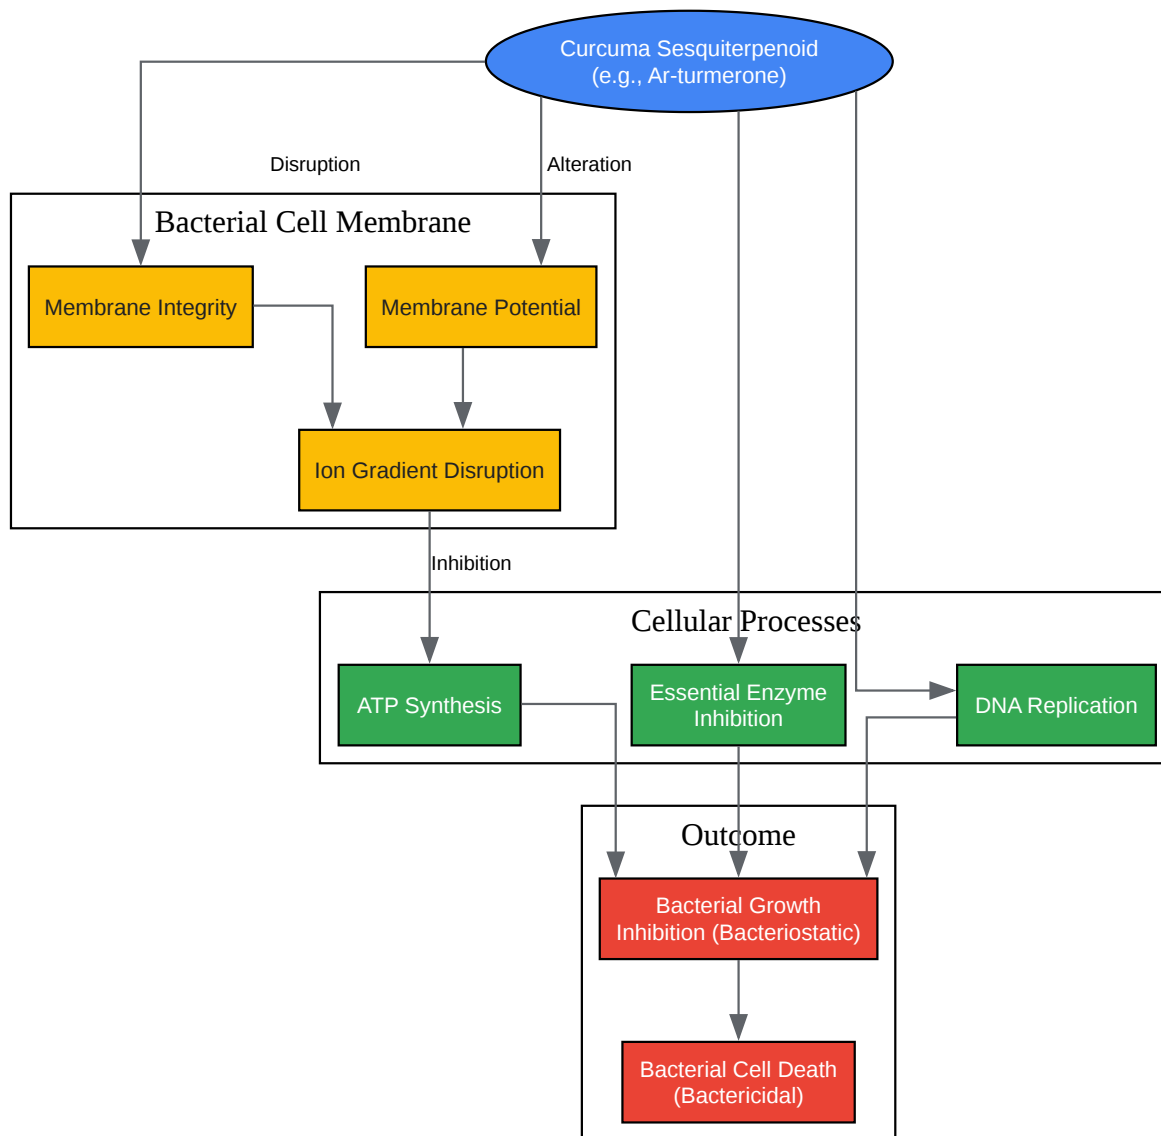 Curcuma Sesquiterpenoid
(e.g., Ar-turmerone)
Disruption
Alteration
Bacterial Cell Membrane
Membrane Integrity
Membrane Potential
Ion Gradient Disruption
Inhibition
Cellular Processes
ATP Synthesis
Essential Enzyme
Inhibition
DNA Replication
Outcome
Bacterial Growth
Inhibition (Bacteriostatic)
Bacterial Cell Death
(Bactericidal)